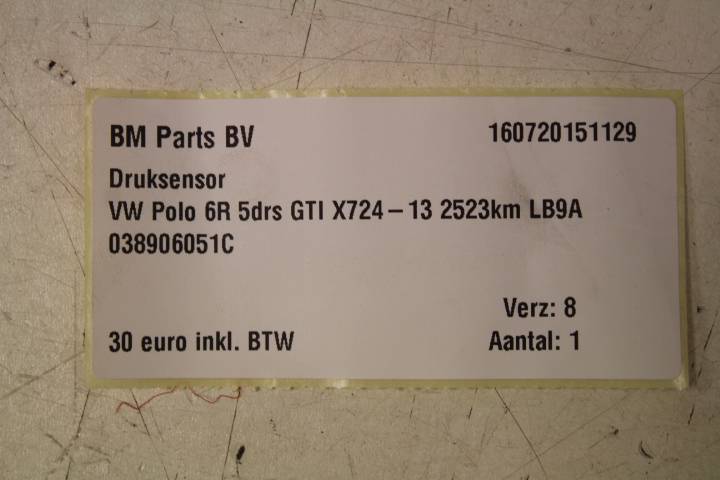 BM Parts BV 160720151129
Druksensor
VW Polo 6R 5drs GTI X724-13 2523km LB9A
038906051C
Verz: 8
30 euro inkl. BTW Aantal: 1